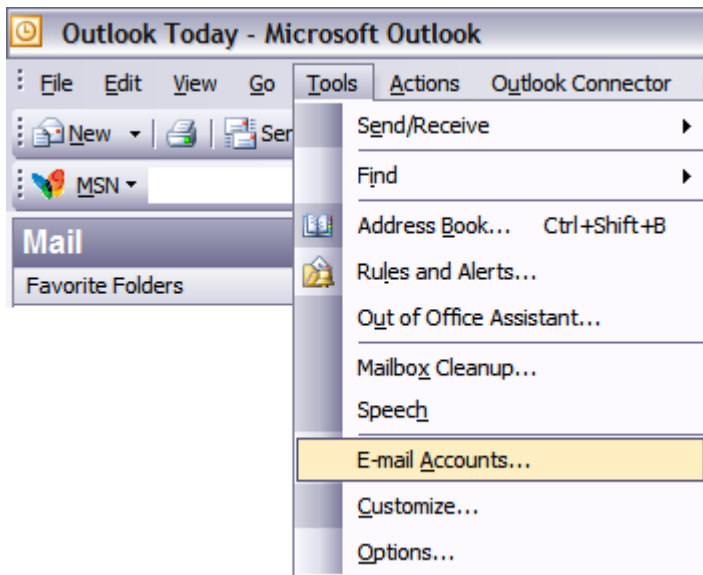 Outlook Today - Microsoft Outlook
File Edit View Go Tools Actions Outlook Connector
New Ser
MSN
Mail
Favorite Folders
Send/Receive
Find
Address Book... Ctrl+Shift+B
Rules and Alerts...
Out of Office Assistant...
Mailbox Cleanup...
Speech
E-mail Accounts...
Customize...
Options...